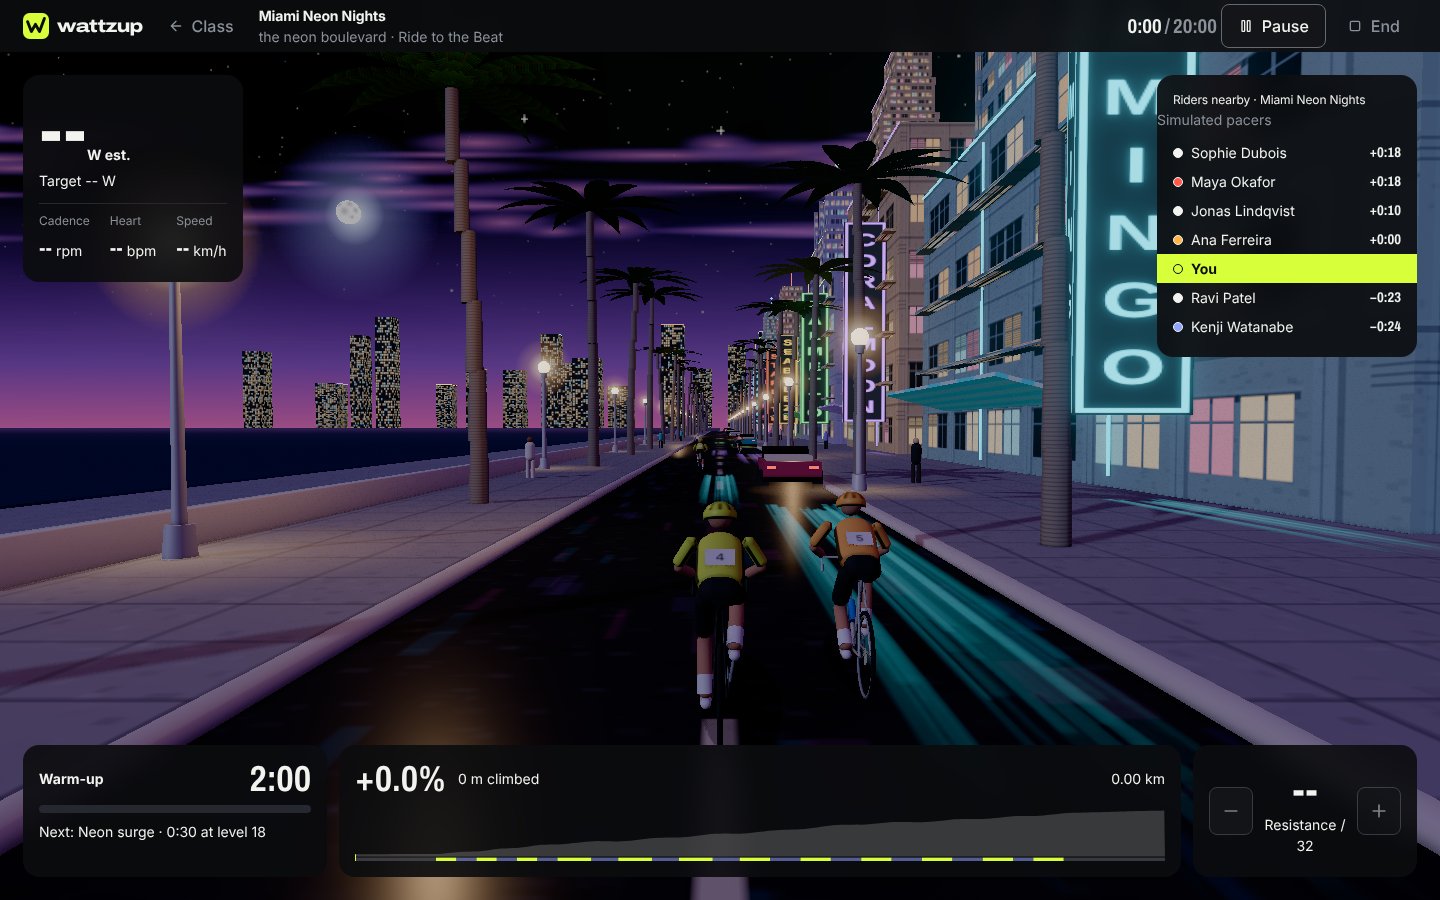 wattzup
Class
Miami Neon Nights
the neon boulevard · Ride to the Beat
0:00 / 20:00
Pause
End
-- W est.
Target -- W
Cadence Heart Speed
-- rpm -- bpm -- km/h
Riders nearby · Miami Neon Nights
Simulated pacers
Sophie Dubois +0:18
Maya Okafor +0:18
Jonas Lindqvist +0:10
Ana Ferreira +0:00
You
Ravi Patel −0:23
Kenji Watanabe −0:24
MINGO
4
5
Warm-up 2:00
Next: Neon surge · 0:30 at level 18
+0.0% 0 m climbed 0.00 km
--
Resistance /
32